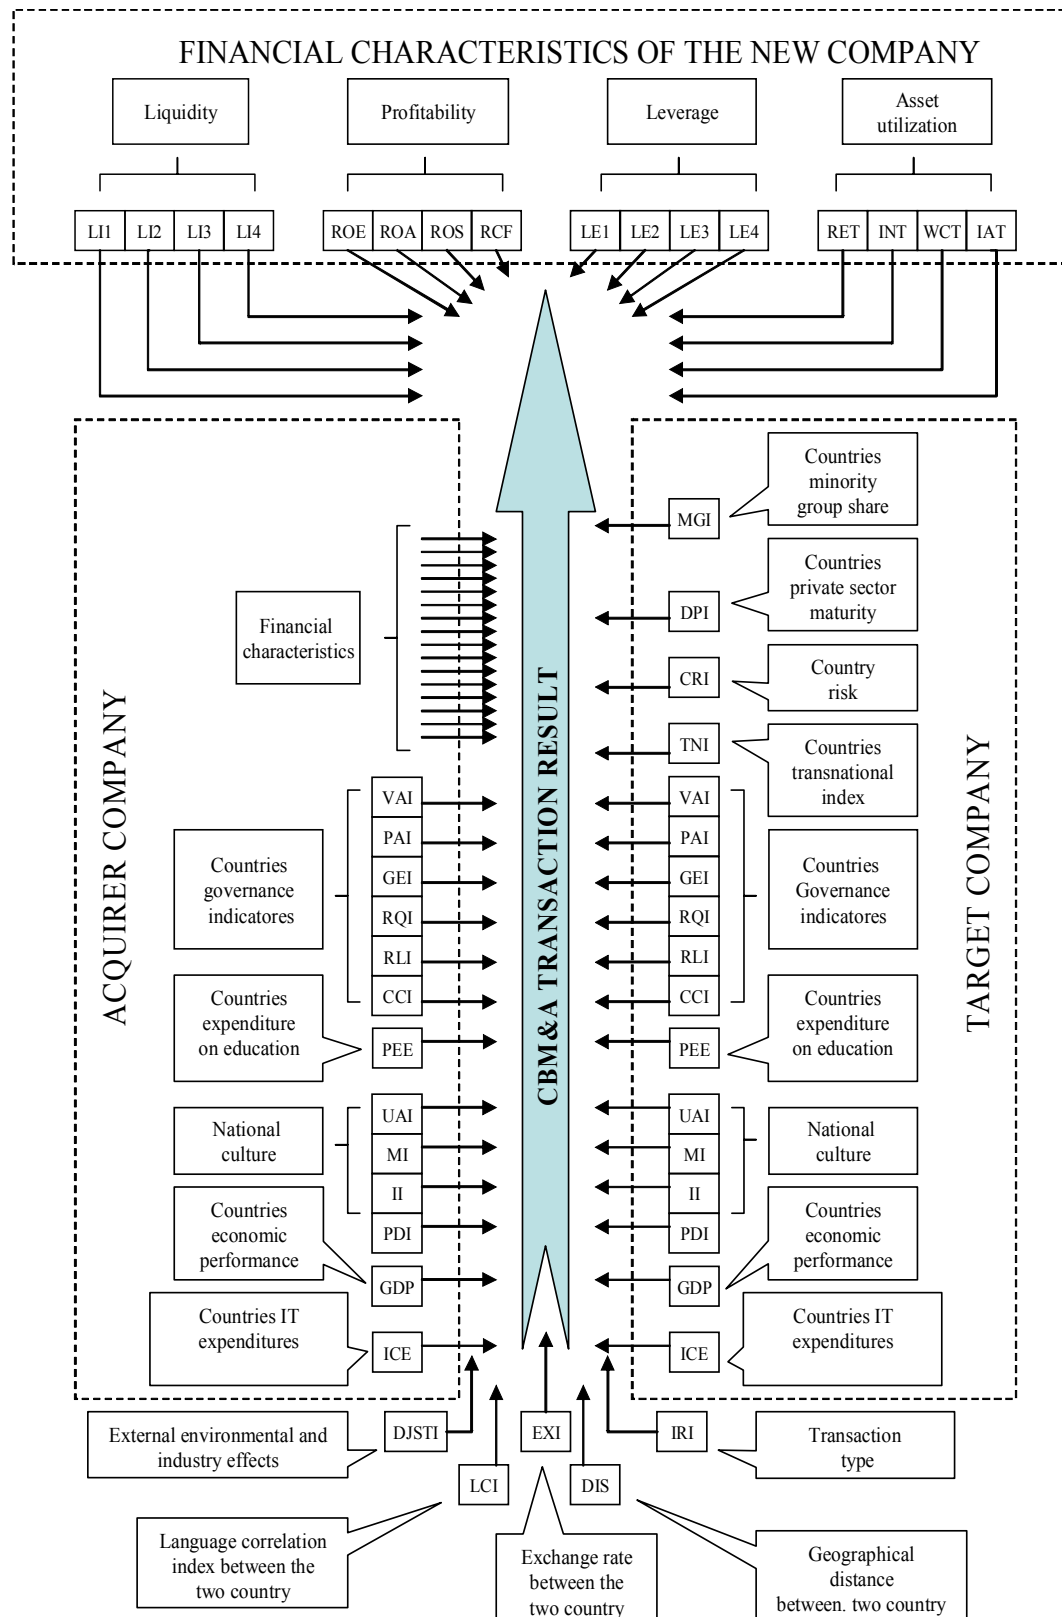 FINANCIAL CHARACTERISTICS OF THE NEW COMPANY
Liquidity
Profitability
Leverage
Asset
utilization
LI1 LI2 LI3 LI4
ROE ROA ROS RCF
LE1 LE2 LE3 LE4
RET INT WCT IAT
ACQUIRER COMPANY
Financial
characteristics
VAI
PAI
GEI
RQI
RLI
CCI
Countries
governance
indicatores
PEE
Countries
expenditure
on education
UAI
MI
II
PDI
National
culture
GDP
Countries
economic
performance
ICE
Countries IT
expenditures
CBM&A TRANSACTION RESULT
TARGET COMPANY
MGI
Countries
minority
group share
DPI
Countries
private sector
maturity
CRI
Country
risk
TNI
Countries
transnational
index
VAI
PAI
GEI
RQI
RLI
CCI
Countries
Governance
indicatores
PEE
Countries
expenditure
on education
UAI
MI
II
PDI
National
culture
GDP
Countries
economic
performance
ICE
Countries IT
expenditures
External environmental and
industry effects
DJSTI
EXI
IRI
Transaction
type
LCI
DIS
Language correlation
index between the
two country
Exchange rate
between the
two country
Geographical
distance
between. two country